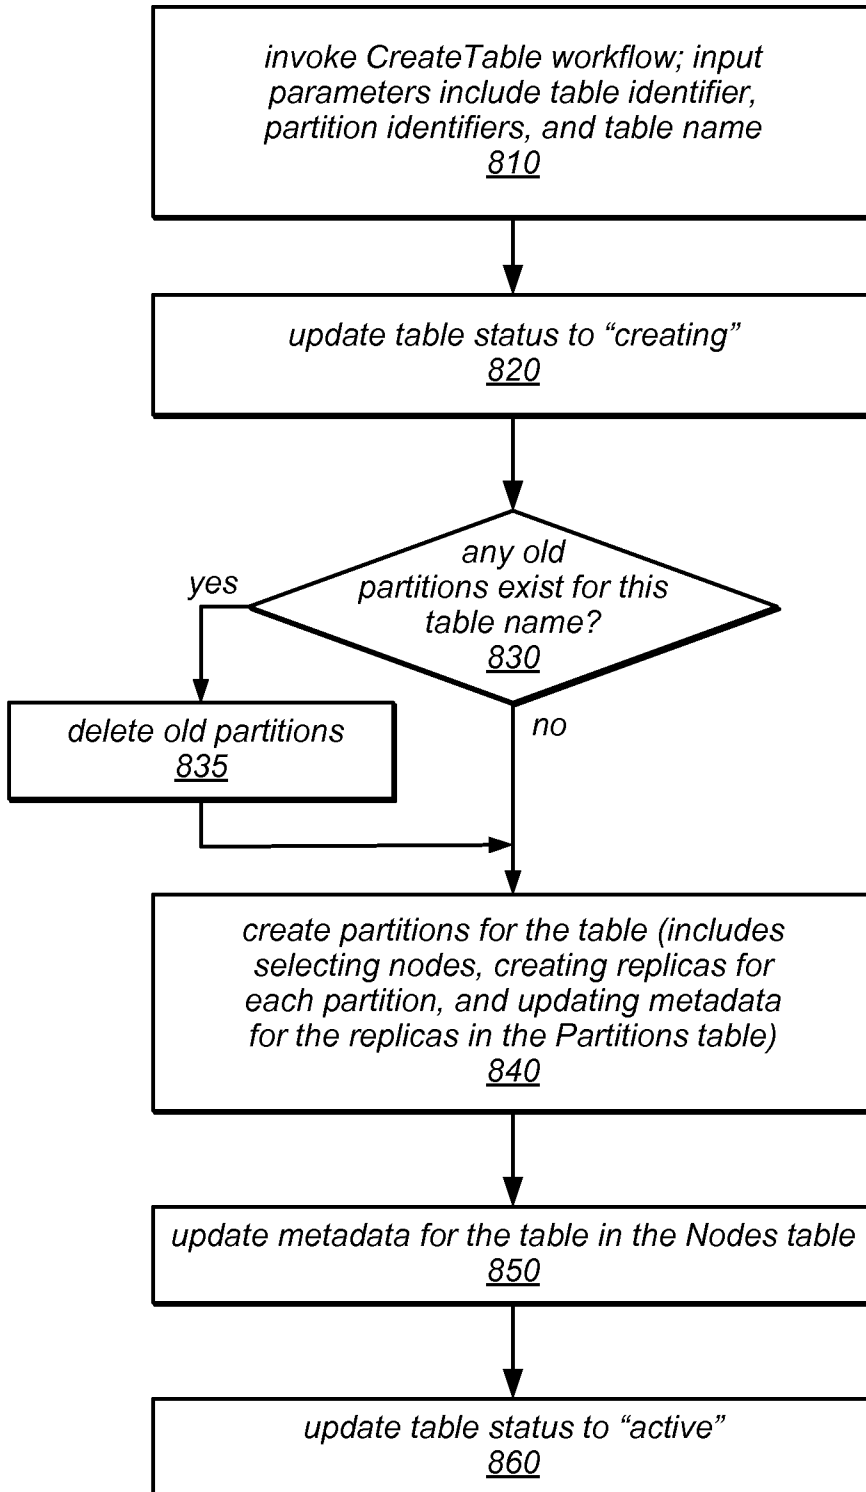 invoke CreateTable workflow; input
parameters include table identifier,
partition identifiers, and table name
810
update table status to “creating”
820
any old
partitions exist for this
table name?
830
yes
no
delete old partitions
835
create partitions for the table (includes
selecting nodes, creating replicas for
each partition, and updating metadata
for the replicas in the Partitions table)
840
update metadata for the table in the Nodes table
850
update table status to “active”
860